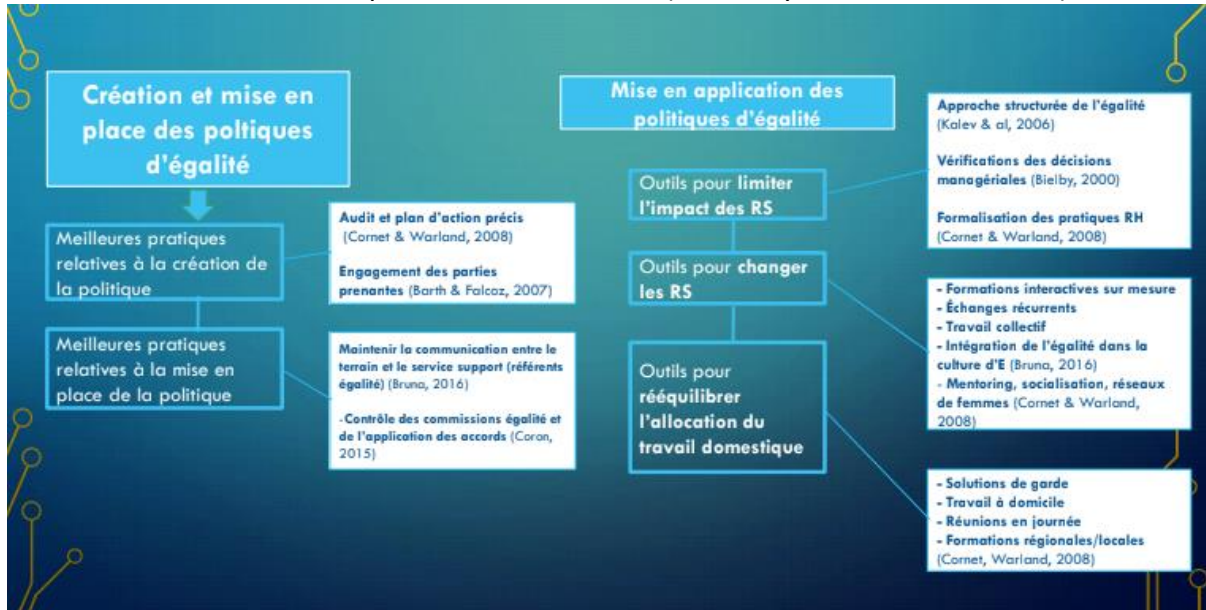 Création et mise en
place des poltiques
d'égalité
Meilleures pratiques
relatives à la création de
la politique
Audit et plan d'action précis
(Cornet & Warland, 2008)
Engagement des parties
prenantes (Barth & Falcoz, 2007)
Meilleures pratiques
relatives à la mise en
place de la politique
Maintenir la communication entre le
terrain et le service support (référents
égalité) (Bruna, 2016)
-Contrôle des commissions égalité et
de l'application des accords (Coron,
2015)
Mise en application des
politiques d'égalité
Outils pour limiter
l'impact des RS
Approche structurée de l'égalité
(Kalev & al, 2006)
Vérifications des décisions
managériales (Bielby, 2000)
Formalisation des pratiques RH
(Cornet & Warland, 2008)
Outils pour changer
les RS
- Formations interactives sur mesure
- Échanges récurrents
- Travail collectif
- Intégration de l'égalité dans la
culture d'E (Bruna, 2016)
- Mentoring, socialisation, réseaux
de femmes (Cornet & Warland,
2008)
Outils pour
rééquilibrer
l'allocation du
travail domestique
- Solutions de garde
- Travail à domicile
- Réunions en journée
- Formations régionales/locales
(Cornet, Warland, 2008)